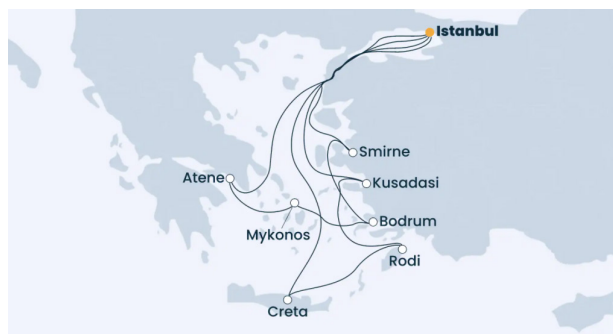 Istanbul
Smirne
Atene
Kusadasi
Bodrum
Mykonos
Rodi
Creta